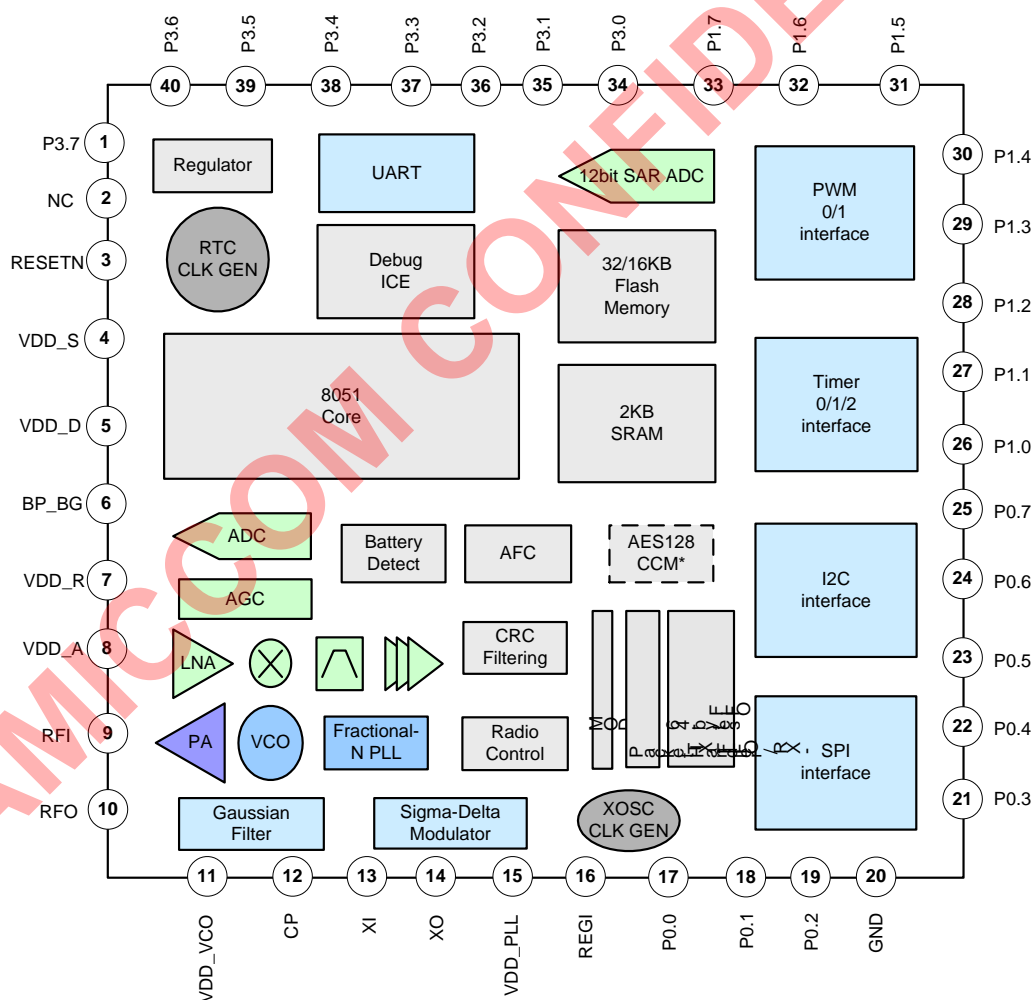 P3.6
P3.5
P3.4
P3.3
P3.2
P3.1
P3.0
P1.7
P1.6
P1.5
40
39
38
37
36
35
34
33
32
31
P3.7
1
NC
2
RESETN
3
VDD_S
4
VDD_D
5
BP_BG
6
VDD_R
7
VDD_A
8
RFI
9
RFO
10
Regulator
UART
12bit SAR ADC
PWM
0/1
interface
RTC
CLK GEN
Debug
ICE
32/16KB
Flash
Memory
8051
Core
2KB
SRAM
Timer
0/1/2
interface
ADC
Battery
Detect
AFC
AES128
CCM*
I2C
interface
AGC
LNA
CRC
Filtering
PA
VCO
Fractional-
N PLL
Radio
Control
SPI
interface
Gaussian
Filter
Sigma-Delta
Modulator
XOSC
CLK GEN
30
P1.4
29
P1.3
28
P1.2
27
P1.1
26
P1.0
25
P0.7
24
P0.6
23
P0.5
22
P0.4
21
P0.3
11
12
13
14
15
16
17
18
19
20
VDD_VCO
CP
XI
XO
VDD_PLL
REGI
P0.0
P0.1
P0.2
GND
AMICCOM CONFIDE